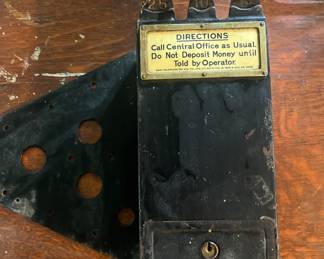 DIRECTIONS
Call Central Office as Usual.
Do Not Deposit Money until
Told by Operator.